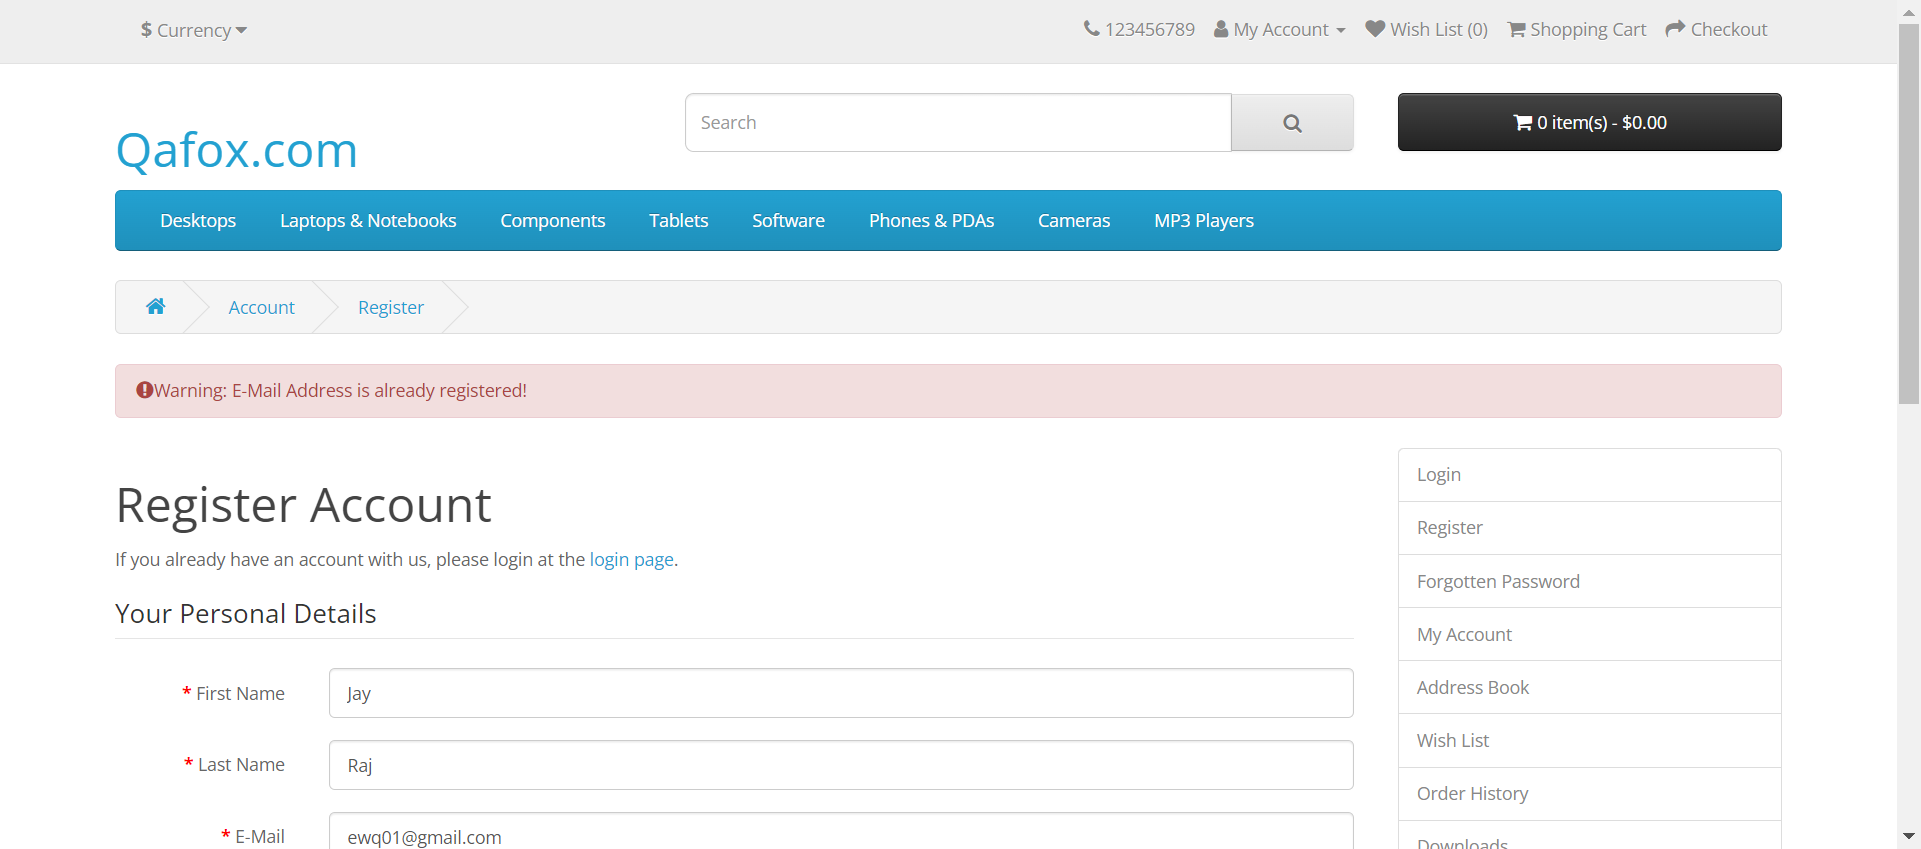 $ Currency
123456789 My Account Wish List (0) Shopping Cart Checkout
Qafox.com
Search
0 item(s) - $0.00
Desktops Laptops & Notebooks Components Tablets Software Phones & PDAs Cameras MP3 Players
Account Register
Warning: E-Mail Address is already registered!
Register Account
If you already have an account with us, please login at the login page.
Your Personal Details
* First Name Jay
* Last Name Raj
* E-Mail ewq01@gmail.com
Login
Register
Forgotten Password
My Account
Address Book
Wish List
Order History
Downloads